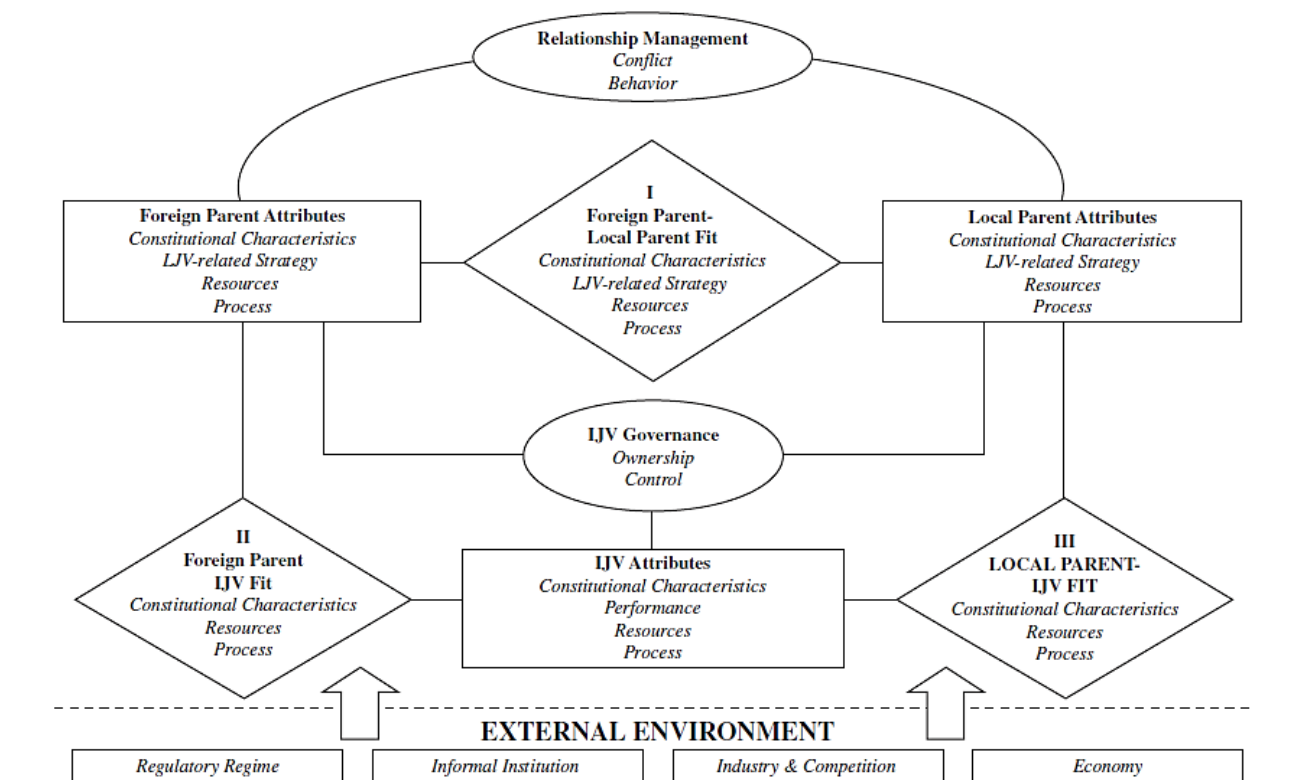 Relationship Management
Conflict
Behavior
Foreign Parent Attributes
Constitutional Characteristics
LJV-related Strategy
Resources
Process
I
Foreign Parent-
Local Parent Fit
Constitutional Characteristics
LJV-related Strategy
Resources
Process
Local Parent Attributes
Constitutional Characteristics
LJV-related Strategy
Resources
Process
IJV Governance
Ownership
Control
II
Foreign Parent
IJV Fit
Constitutional Characteristics
Resources
Process
IJV Attributes
Constitutional Characteristics
Performance
Resources
Process
III
LOCAL PARENT-
IJV FIT
Constitutional Characteristics
Resources
Process
EXTERNAL ENVIRONMENT
Regulatory Regime
Informal Institution
Industry & Competition
Economy